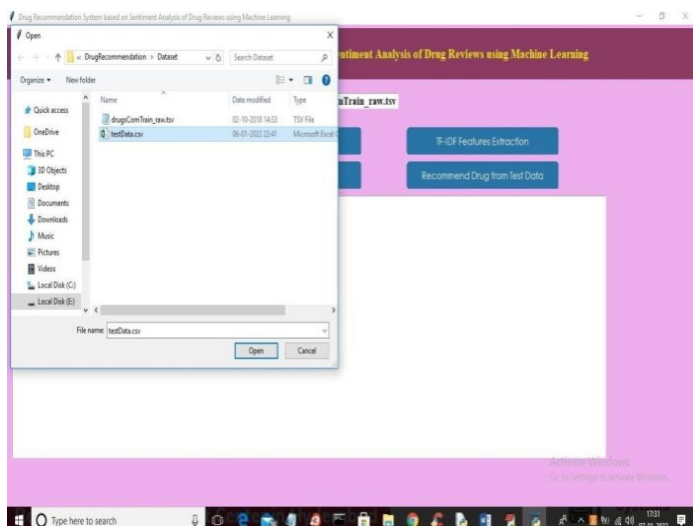 Drug Recommendation System based on Sentiment Analysis of Drug Reviews using Machine Learning
Open
« DrugRecommendation > Dataset
Search Dataset
Organize
New folder
Name
Date modified
Type
Quick access
OneDrive
This PC
3D Objects
Desktop
Documents
Downloads
Music
Pictures
Videos
Local Disk (C:)
Local Disk (E:)
drugsComTrain_raw.tsv
02-10-2018 14:03
TSV File
testData.csv
06-01-2022 22:41
Microsoft Excel C
File name:
testData.csv
Open
Cancel
ntiment Analysis of Drug Reviews using Machine Learning
mTrain_raw.tsv
TF-IDF Features Extraction
Recommend Drug from Test Data
Activate Windows
Go to Settings to activate Windows.
Type here to search
17:31